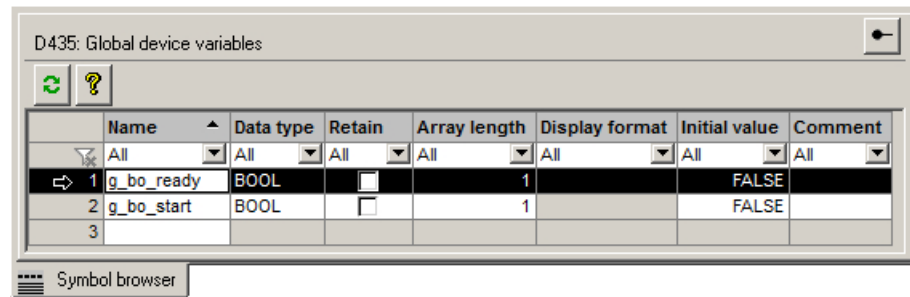 D435: Global device variables
Name Data type Retain Array length Display format Initial value Comment
All All All All All All All
1 g_bo_ready BOOL 1 FALSE
2 g_bo_start BOOL 1 FALSE
3
Symbol browser